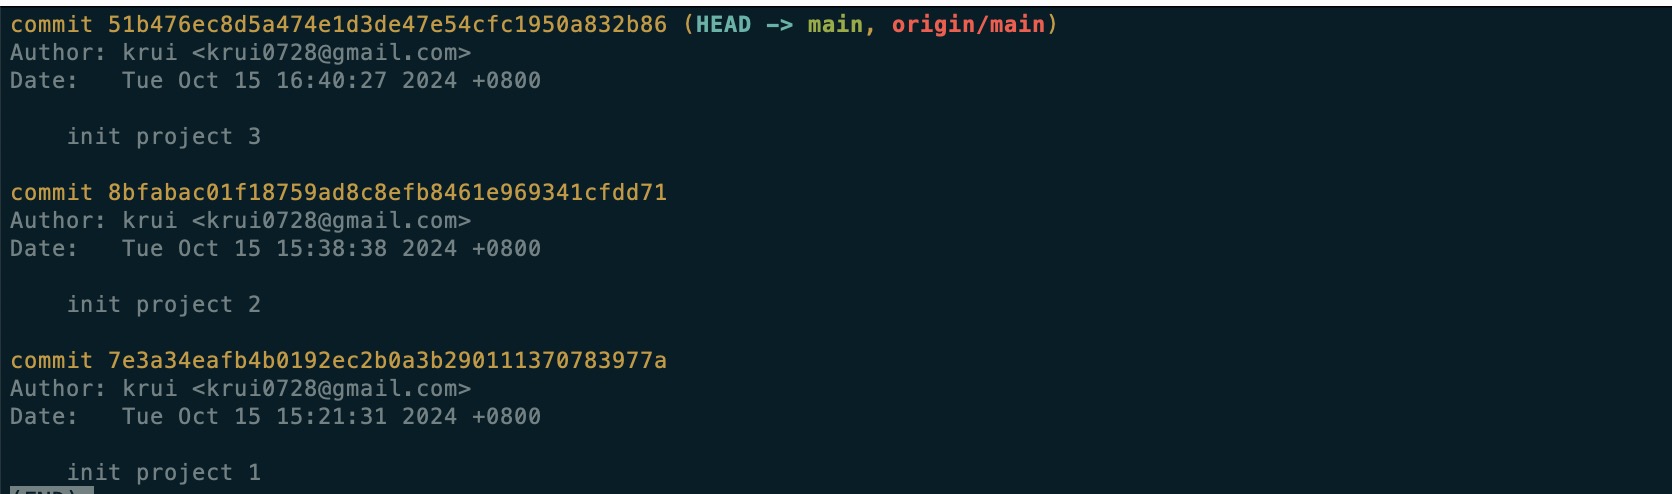 commit 51b476ec8d5a474e1d3de47e54cfc1950a832b86 (HEAD -> main, origin/main)
Author: krui <krui0728@gmail.com>
Date:   Tue Oct 15 16:40:27 2024 +0800
init project 3
commit 8bfabac01f18759ad8c8efb8461e969341cfdd71
Author: krui <krui0728@gmail.com>
Date:   Tue Oct 15 15:38:38 2024 +0800
init project 2
commit 7e3a34eafb4b0192ec2b0a3b290111370783977a
Author: krui <krui0728@gmail.com>
Date:   Tue Oct 15 15:21:31 2024 +0800
init project 1
(END)